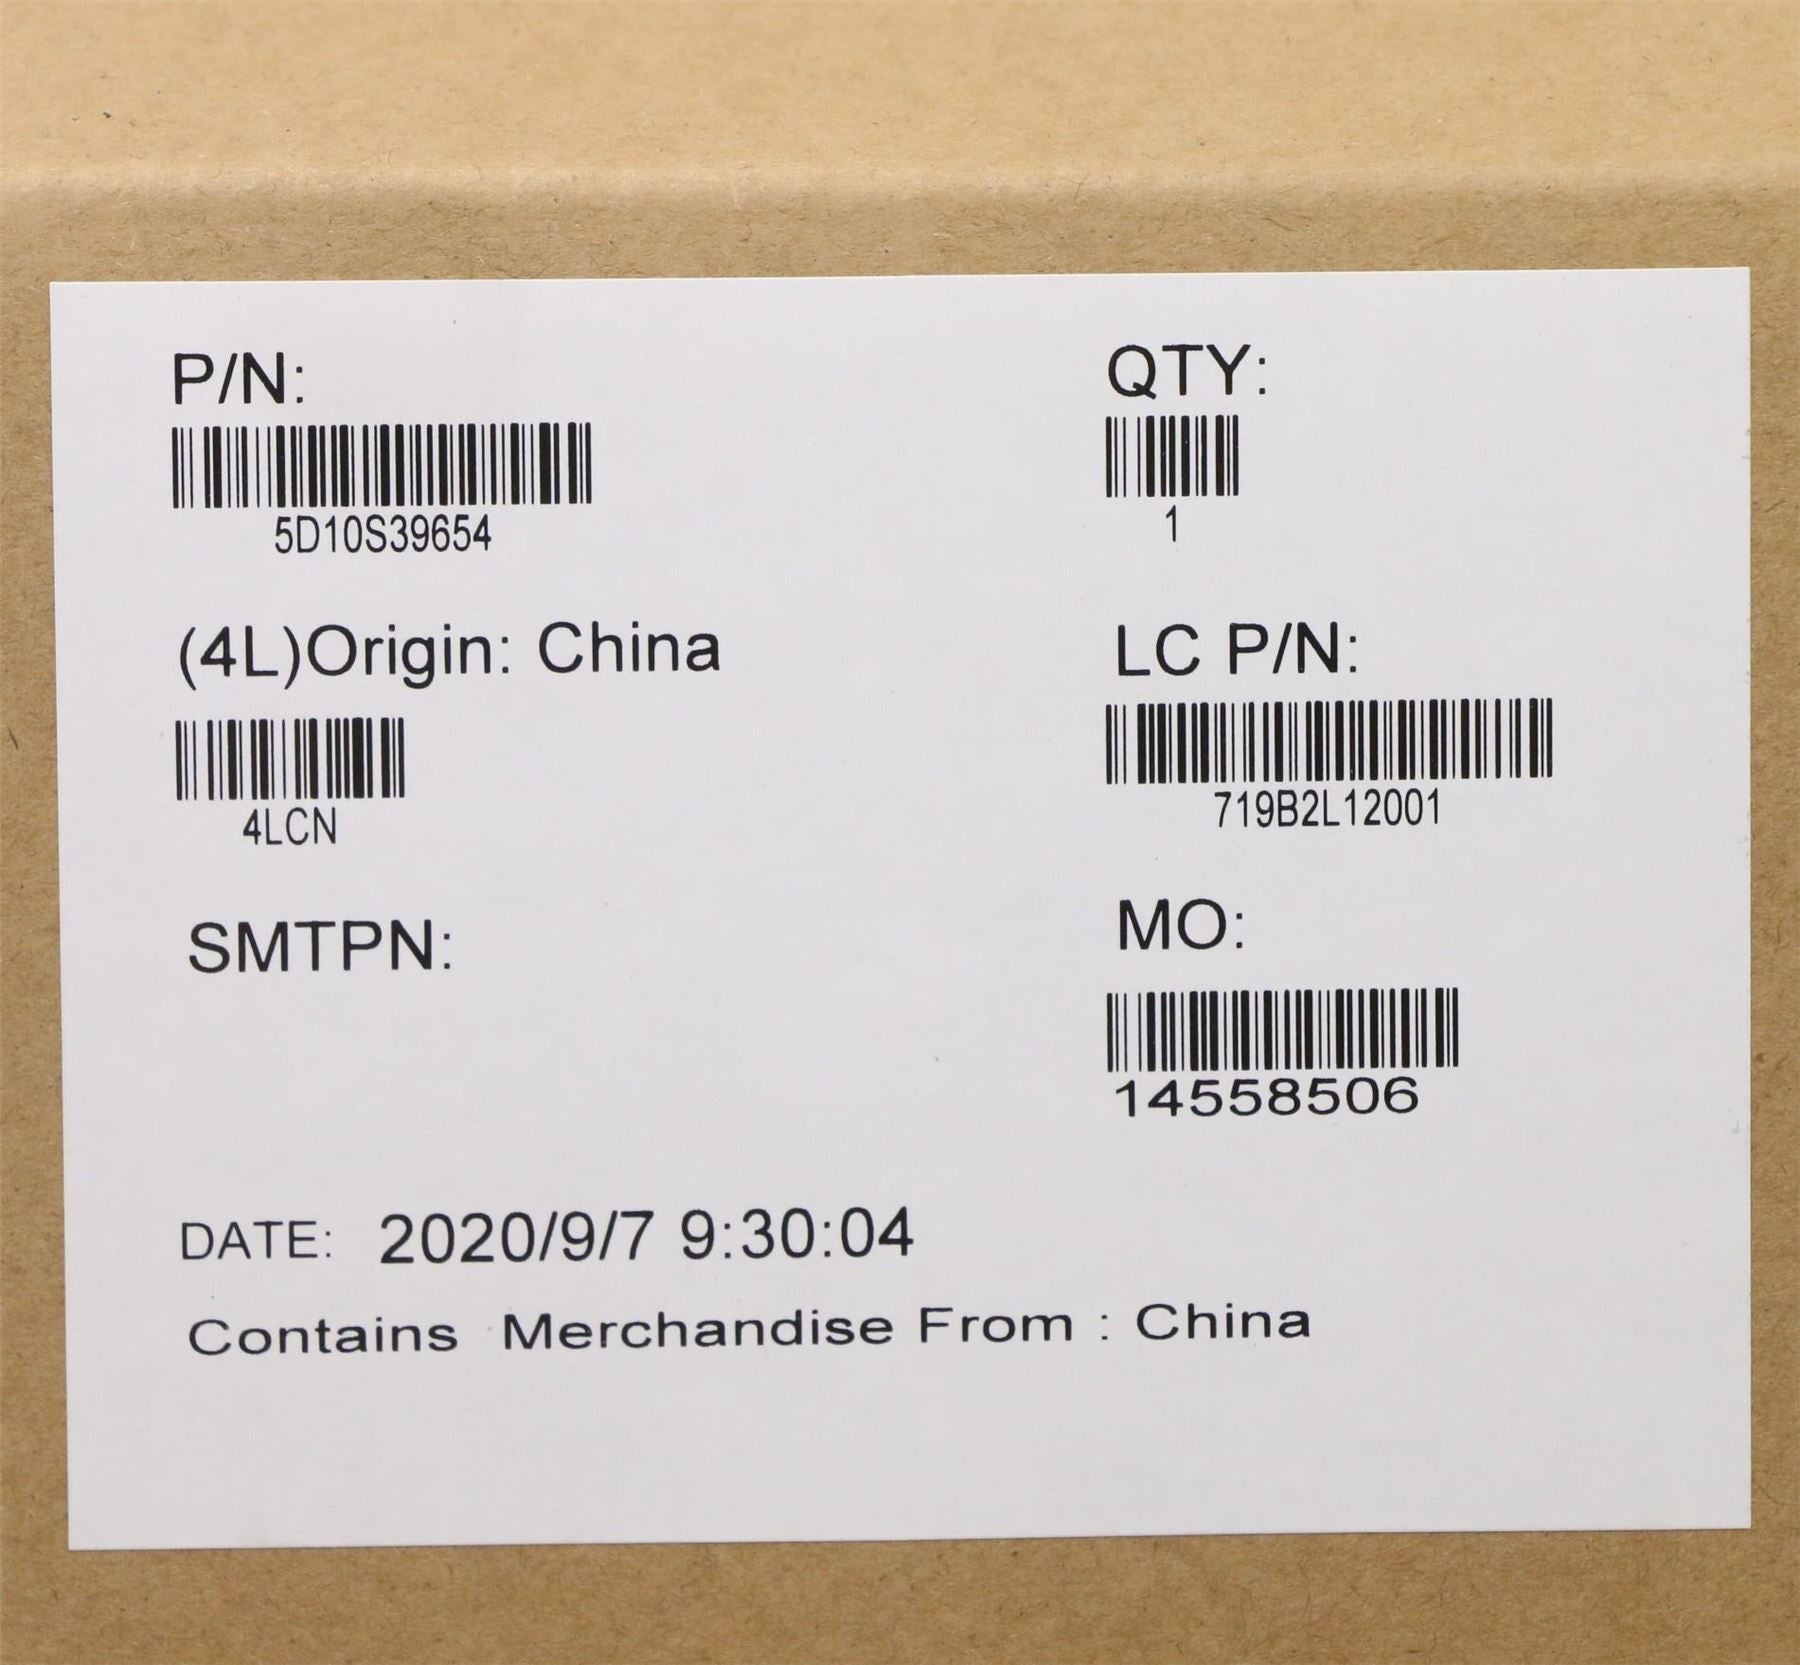 P/N:
5D10S39654
QTY:
1
(4L)Origin: China
4LCN
LC P/N:
719B2L12001
SMTPN:
MO:
14558506
DATE: 2020/9/7 9:30:04
Contains Merchandise From : China